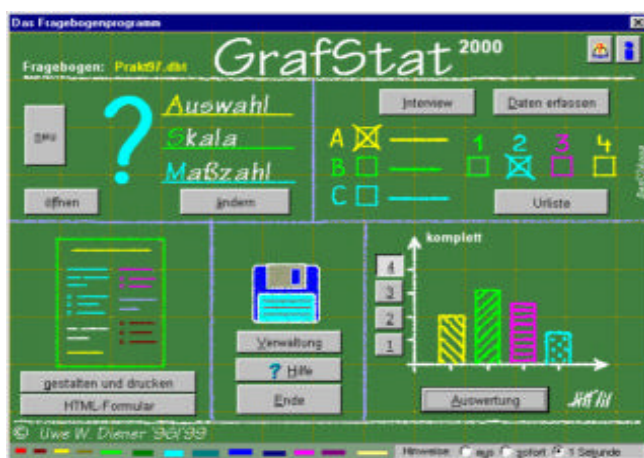 Das Fragebogenprogramm
GrafStat 2000
Fragebogen: Prakt97.dbt
neu
?
Auswahl
Skala
Maßzahl
öffnen
ändern
Interview
Daten erfassen
A
B
C
1 2 3 4
Urliste
gestalten und drucken
HTML-Formular
Verwaltung
? Hilfe
Ende
komplett
4
3
2
1
Auswertung
© Uwe W. Diener '96/'99
Hinweise: aus sofort 1 Sekunde